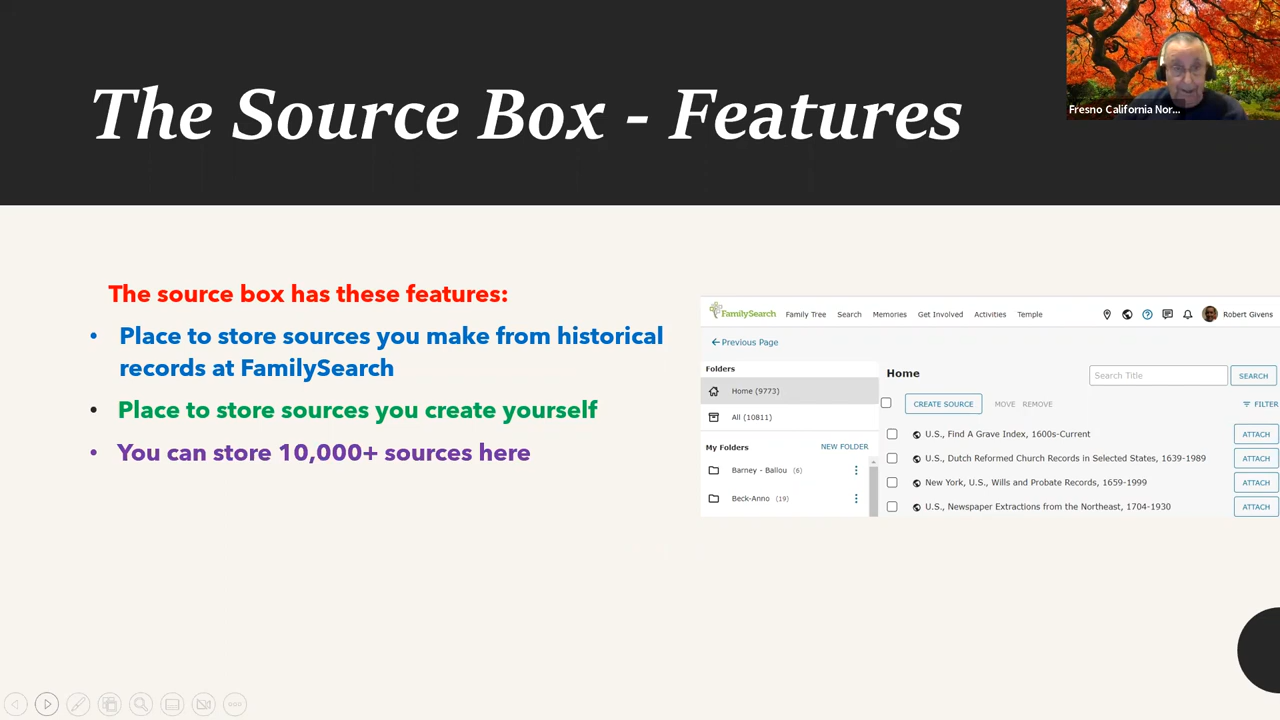 The Source Box - Features
Fresno California Nor...
The source box has these features:
• Place to store sources you make from historical
records at FamilySearch
• Place to store sources you create yourself
• You can store 10,000+ sources here
FamilySearch Family Tree Search Memories Get Involved Activities Temple Robert Givens
Previous Page
Folders
Home (9773)
All (10811)
My Folders NEW FOLDER
Barney - Ballou (6)
Beck-Anno (19)
Home Search Title SEARCH
CREATE SOURCE MOVE REMOVE FILTER
U.S., Find A Grave Index, 1600s-Current ATTACH
U.S., Dutch Reformed Church Records in Selected States, 1639-1989 ATTACH
New York, U.S., Wills and Probate Records, 1659-1999 ATTACH
U.S., Newspaper Extractions from the Northeast, 1704-1930 ATTACH